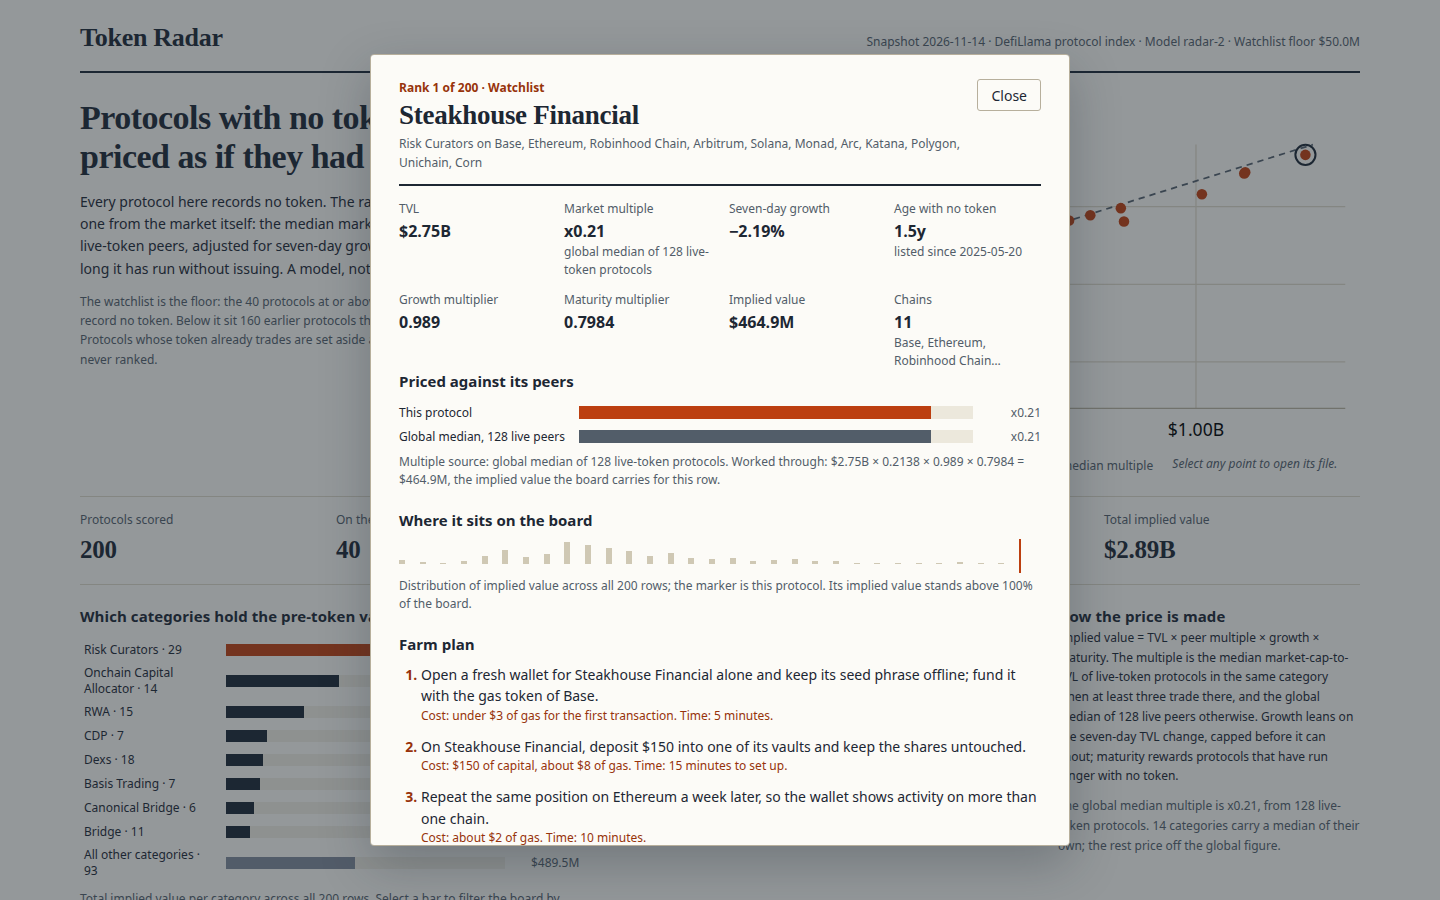 Token Radar
Snapshot 2026-11-14 · DefiLlama protocol index · Model radar-2 · Watchlist floor $50.0M
Protocols with no
priced as if they had
Every protocol here records no token. The
one from the market itself: the median
live-token peers, adjusted for seven-day
long it has run without issuing. A model, not
The watchlist is the floor: the 40 protocols at or
record no token. Below it sit 160 earlier protocols
Protocols whose token already trades are set aside
never ranked.
Rank 1 of 200 · Watchlist
Close
Steakhouse Financial
Risk Curators on Base, Ethereum, Robinhood Chain, Arbitrum, Solana, Monad, Arc, Katana, Polygon,
Unichain, Corn
TVL
$2.75B
Market multiple
x0.21
global median of 128 live-
token protocols
Seven-day growth
−2.19%
Age with no token
1.5y
listed since 2025-05-20
Growth multiplier
0.989
Maturity multiplier
0.7984
Implied value
$464.9M
Chains
11
Base, Ethereum,
Robinhood Chain…
Priced against its peers
This protocol x0.21
Global median, 128 live peers x0.21
Multiple source: global median of 128 live-token protocols. Worked through: $2.75B × 0.2138 × 0.989 × 0.7984 =
$464.9M, the implied value the board carries for this row.
Where it sits on the board
Distribution of implied value across all 200 rows; the marker is this protocol. Its implied value stands above 100%
of the board.
Farm plan
1. Open a fresh wallet for Steakhouse Financial alone and keep its seed phrase offline; fund it
with the gas token of Base.
Cost: under $3 of gas for the first transaction. Time: 5 minutes.
2. On Steakhouse Financial, deposit $150 into one of its vaults and keep the shares untouched.
Cost: $150 of capital, about $8 of gas. Time: 15 minutes to set up.
3. Repeat the same position on Ethereum a week later, so the wallet shows activity on more than
one chain.
Cost: about $2 of gas. Time: 10 minutes.
$1.00B
median multiple
Select any point to open its file.
Protocols scored
200
On the
40
Total implied value
$2.89B
Which categories hold the pre-token
Risk Curators · 29
Onchain Capital
Allocator · 14
RWA · 15
CDP · 7
Dexs · 18
Basis Trading · 7
Canonical Bridge · 6
Bridge · 11
All other categories ·
93
$489.5M
Total implied value per category across all 200 rows. Select a bar to filter the board by
the price is made
value = TVL × peer multiple × growth ×
The multiple is the median market-cap-to-
of live-token protocols in the same category
at least three trade there, and the global
of 128 live peers otherwise. Growth leans on
seven-day TVL change, capped before it can
maturity rewards protocols that have run
with no token.
global median multiple is x0.21, from 128 live-
protocols. 14 categories carry a median of their
the rest price off the global figure.